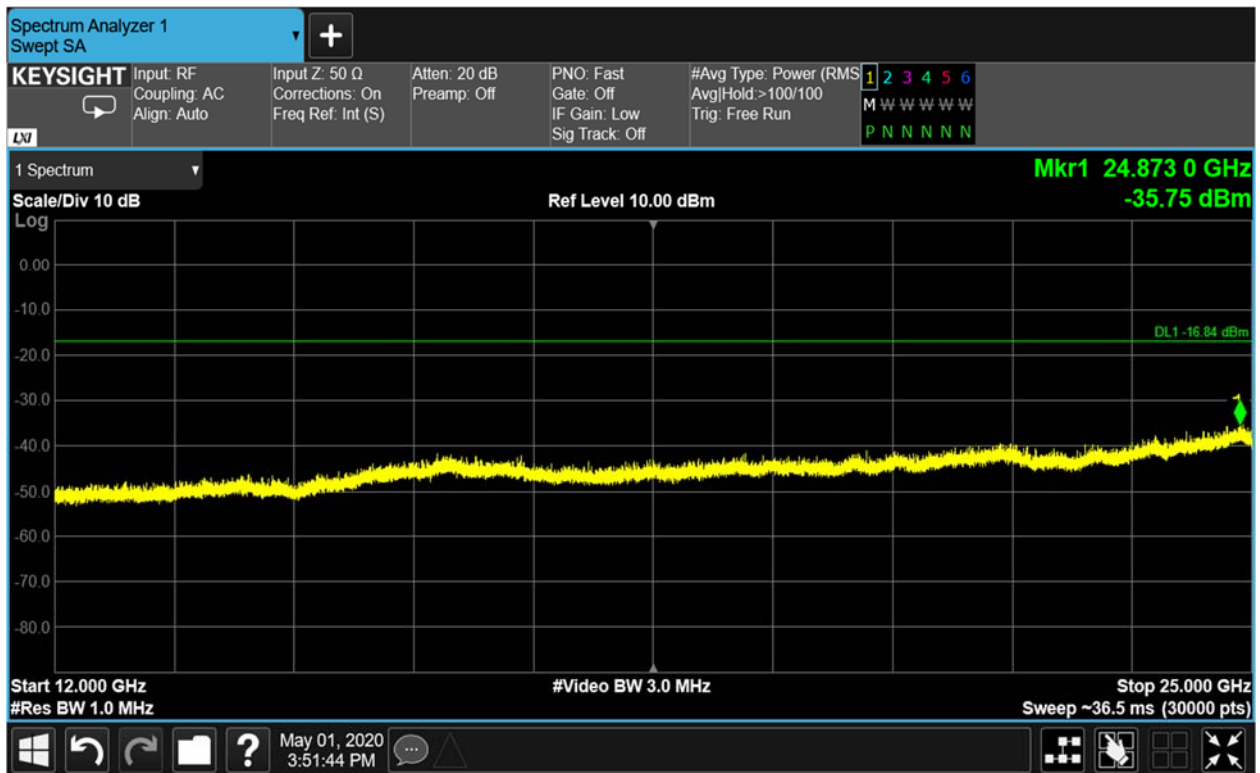 Spectrum Analyzer 1
Swept SA
KEYSIGHT
Input: RF
Coupling: AC
Align: Auto
Input Z: 50 Ω
Corrections: On
Freq Ref: Int (S)
Atten: 20 dB
Preamp: Off
PNO: Fast
Gate: Off
IF Gain: Low
Sig Track: Off
#Avg Type: Power (RMS
Avg|Hold:>100/100
Trig: Free Run
1 2 3 4 5 6
M W W W W W
P N N N N N
LXI
1 Spectrum
Mkr1 24.873 0 GHz
-35.75 dBm
Scale/Div 10 dB
Ref Level 10.00 dBm
Log
0.00
-10.0
DL1 -16.84 dBm
-20.0
-30.0
1
-40.0
-50.0
-60.0
-70.0
-80.0
Start 12.000 GHz
#Video BW 3.0 MHz
Stop 25.000 GHz
#Res BW 1.0 MHz
Sweep ~36.5 ms (30000 pts)
?
May 01, 2020
3:51:44 PM